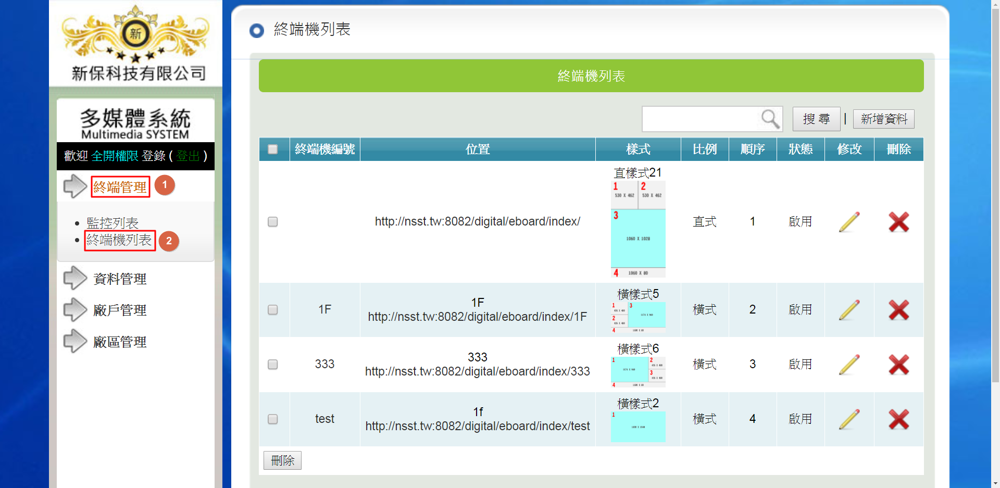 新
新保科技有限公司
多媒體系統
Multimedia SYSTEM
歡迎 全開權限 登錄 ( 登出 )
終端管理 1
監控列表
終端機列表 2
資料管理
廠戶管理
廠區管理
終端機列表
終端機列表
搜 尋 | 新增資料
終端機編號 位置 樣式 比例 順序 狀態 修改 刪除
直樣式21
1 2
530 X 462 530 X 462
3
http://nsst.tw:8082/digital/eboard/index/ 直式 1 啟用
1060 X 1028
4 1060 X 80
橫樣式5
1 3
2
4
1F
1F
http://nsst.tw:8082/digital/eboard/index/1F
橫式 2 啟用
橫樣式6
1 2
3
4
333
333
http://nsst.tw:8082/digital/eboard/index/333
橫式 3 啟用
橫樣式2
1
test
1f
http://nsst.tw:8082/digital/eboard/index/test
橫式 4 啟用
刪除